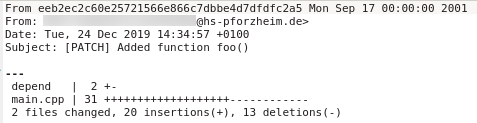 From eeb2ec2c60e25721566e866c7dbbe4d7dfdfc2a5 Mon Sep 17 00:00:00 2001
From: @hs-pforzheim.de>
Date: Tue, 24 Dec 2019 14:34:57 +0100
Subject: [PATCH] Added function foo()
---
depend   |  2 +-
main.cpp | 31 +++++++++++++++++++------------
2 files changed, 20 insertions(+), 13 deletions(-)